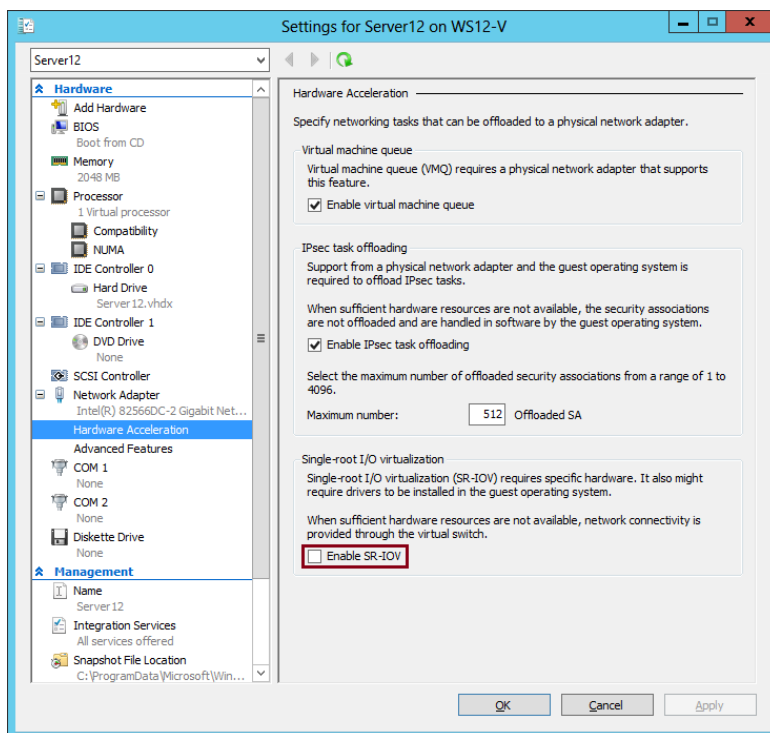 Settings for Server12 on WS12-V
Server12
Hardware
Add Hardware
BIOS
Boot from CD
Memory
2048 MB
Processor
1 Virtual processor
Compatibility
NUMA
IDE Controller 0
Hard Drive
Server12.vhdx
IDE Controller 1
DVD Drive
None
SCSI Controller
Network Adapter
Intel(R) 82566DC-2 Gigabit Net...
Hardware Acceleration
Advanced Features
COM 1
None
COM 2
None
Diskette Drive
None
Management
Name
Server12
Integration Services
All services offered
Snapshot File Location
C:\ProgramData\Microsoft\Win...
Hardware Acceleration
Specify networking tasks that can be offloaded to a physical network adapter.
Virtual machine queue
Virtual machine queue (VMQ) requires a physical network adapter that supports
this feature.
Enable virtual machine queue
IPsec task offloading
Support from a physical network adapter and the guest operating system is
required to offload IPsec tasks.
When sufficient hardware resources are not available, the security associations
are not offloaded and are handled in software by the guest operating system.
Enable IPsec task offloading
Select the maximum number of offloaded security associations from a range of 1 to
4096.
Maximum number: 512 Offloaded SA
Single-root I/O virtualization
Single-root I/O virtualization (SR-IOV) requires specific hardware. It also might
require drivers to be installed in the guest operating system.
When sufficient hardware resources are not available, network connectivity is
provided through the virtual switch.
Enable SR-IOV
OK Cancel Apply